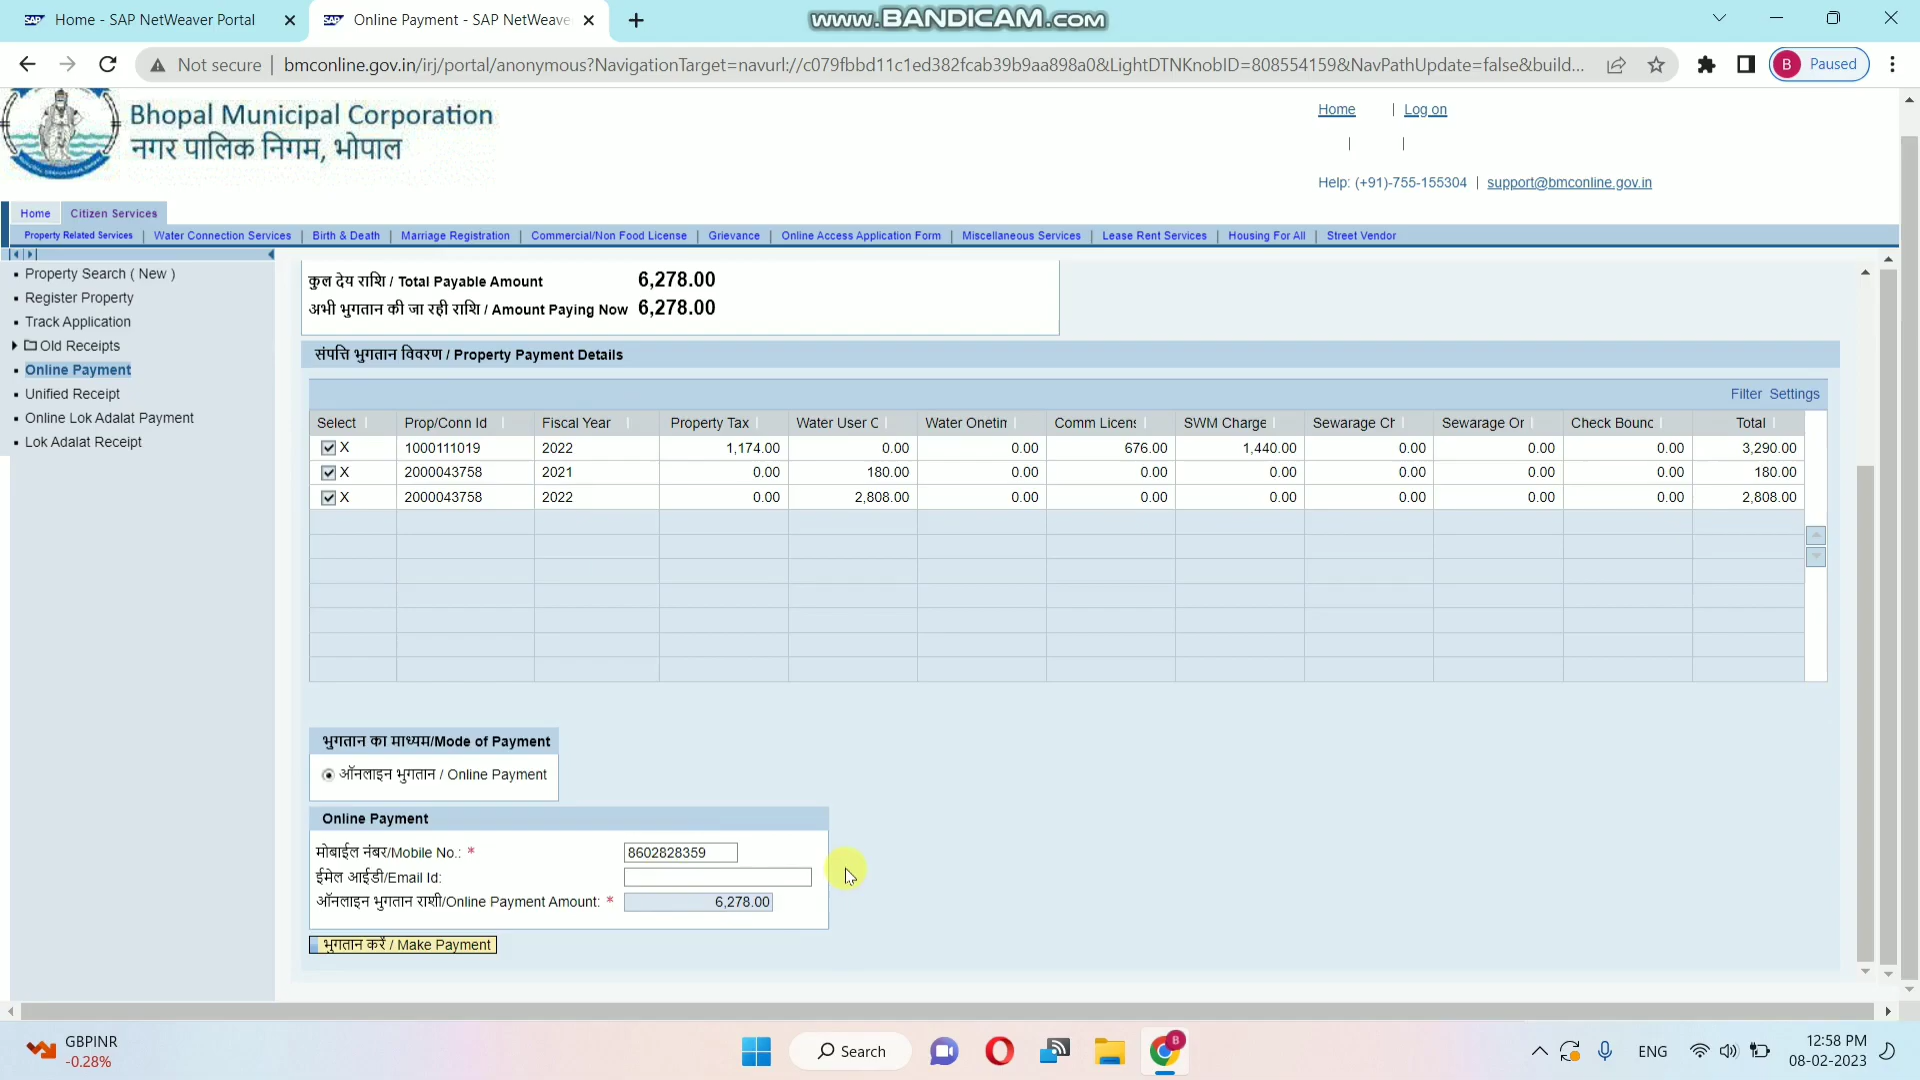 Home - SAP NetWeaver Portal
Online Payment - SAP NetWeave
www.BANDICAM.com
Not secure
bmconline.gov.in/irj/portal/anonymous?NavigationTarget=navurl://c079fbbd11c1ed382fcab39b9aa898a0&LightDTNKnobID=808554159&NavPathUpdate=false&build...
B Paused
Bhopal Municipal Corporation
नगर पालिक निगम, भोपाल
Home | Log on
Help: (+91)-755-155304 | support@bmconline.gov.in
Home Citizen Services
Property Related Services | Water Connection Services | Birth & Death | Marriage Registration | Commercial/Non Food License | Grievance | Online Access Application Form | Miscellaneous Services | Lease Rent Services | Housing For All | Street Vendor
Property Search ( New )
Register Property
Track Application
Old Receipts
Online Payment
Unified Receipt
Online Lok Adalat Payment
Lok Adalat Receipt
कुल देय राशि / Total Payable Amount 6,278.00
अभी भुगतान की जा रही राशि / Amount Paying Now 6,278.00
संपत्ति भुगतान विवरण / Property Payment Details
Filter Settings
Select Prop/Conn Id Fiscal Year Property Tax Water User C Water Onetim Comm Licens SWM Charge Sewarage Ch Sewarage On Check Bounc Total
X 1000111019 2022 1,174.00 0.00 0.00 676.00 1,440.00 0.00 0.00 0.00 3,290.00
X 2000043758 2021 0.00 180.00 0.00 0.00 0.00 0.00 0.00 0.00 180.00
X 2000043758 2022 0.00 2,808.00 0.00 0.00 0.00 0.00 0.00 0.00 2,808.00
भुगतान का माध्यम/Mode of Payment
ऑनलाइन भुगतान / Online Payment
Online Payment
मोबाईल नंबर/Mobile No.: * 8602828359
ईमेल आईडी/Email Id:
ऑनलाइन भुगतान राशी/Online Payment Amount: * 6,278.00
भुगतान करें / Make Payment
GBPINR
-0.28%
Search
B
ENG
12:58 PM
08-02-2023